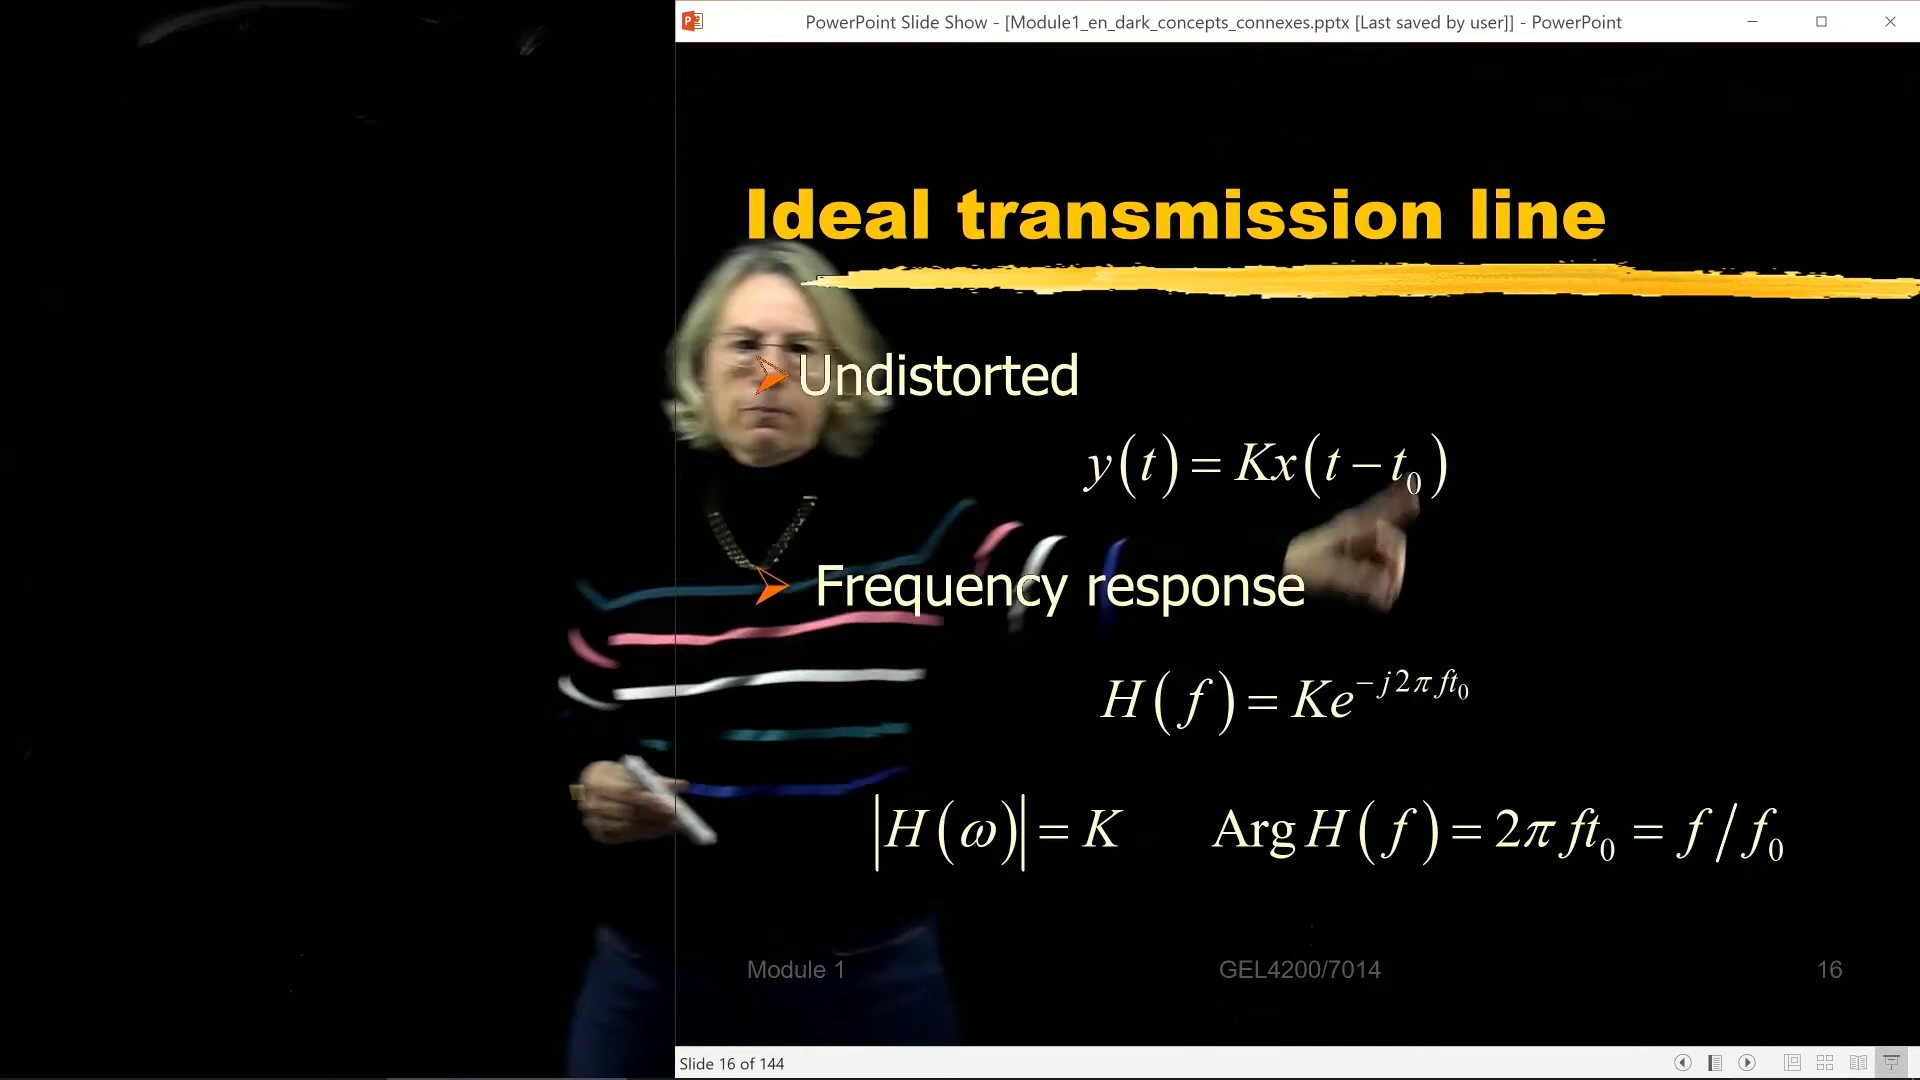 PowerPoint Slide Show - [Module1_en_dark_concepts_connexes.pptx [Last saved by user]] - PowerPoint
Ideal transmission line
Undistorted
y(t) = Kx(t − t₀)
Frequency response
H(f) = Ke^{−j2πft₀}
|H(ω)| = K    Arg H(f) = 2πft₀ = f/f₀
Module 1    GEL4200/7014    16
Slide 16 of 144